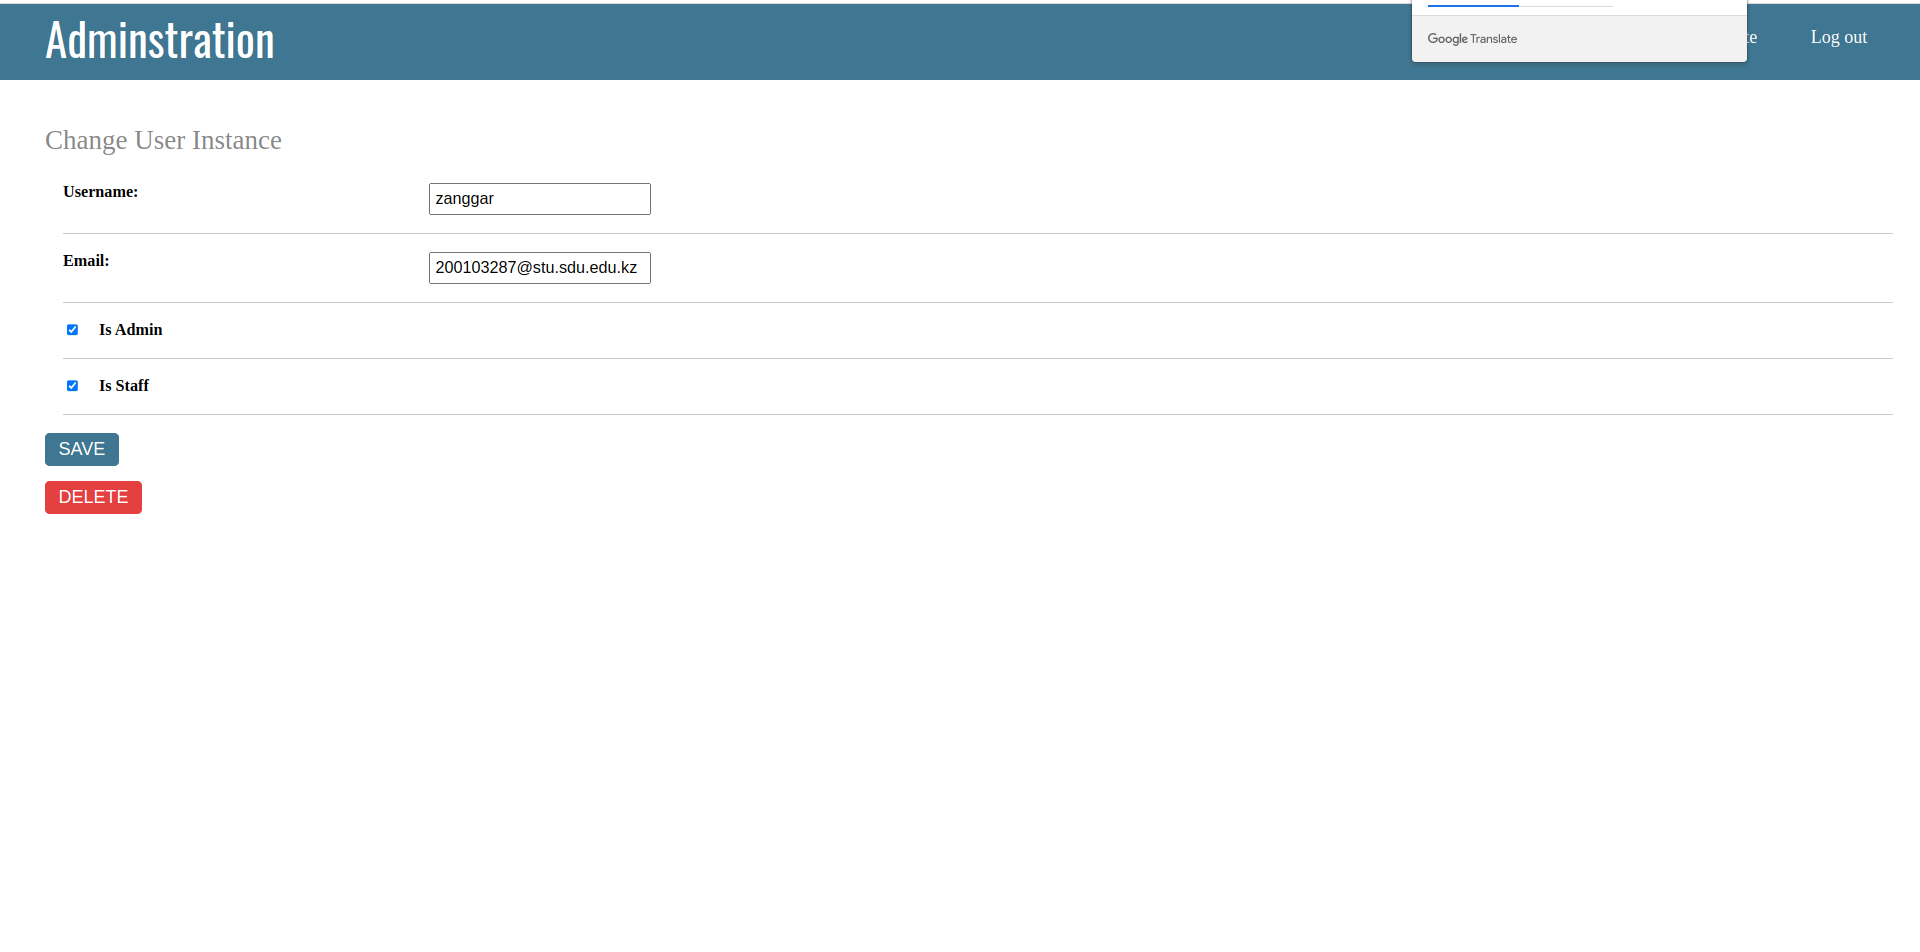 Adminstration
Google Translate
Log out
Change User Instance
Username:
zanggar
Email:
200103287@stu.sdu.edu.kz
Is Admin
Is Staff
SAVE
DELETE